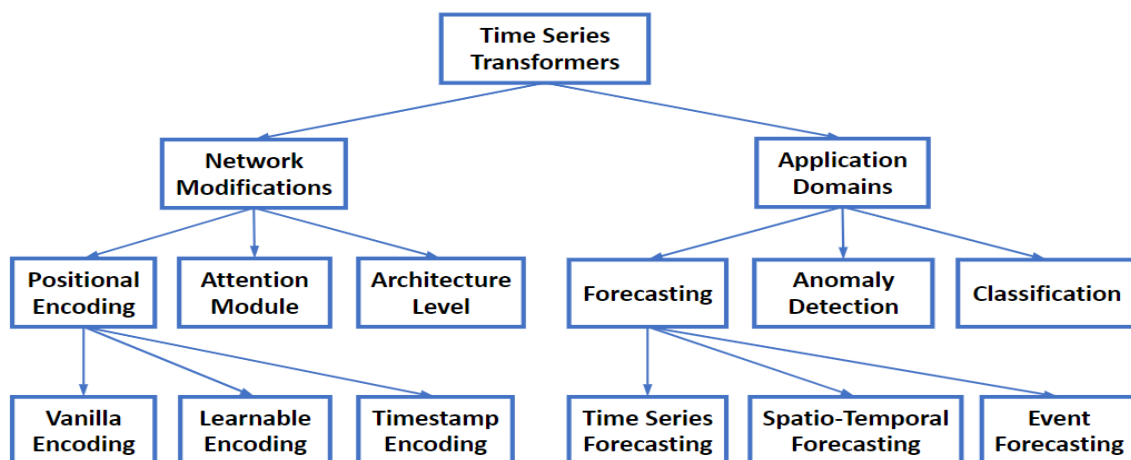 Time Series
Transformers
Network
Modifications
Application
Domains
Positional
Encoding
Attention
Module
Architecture
Level
Forecasting
Anomaly
Detection
Classification
Vanilla
Encoding
Learnable
Encoding
Timestamp
Encoding
Time Series
Forecasting
Spatio-Temporal
Forecasting
Event
Forecasting